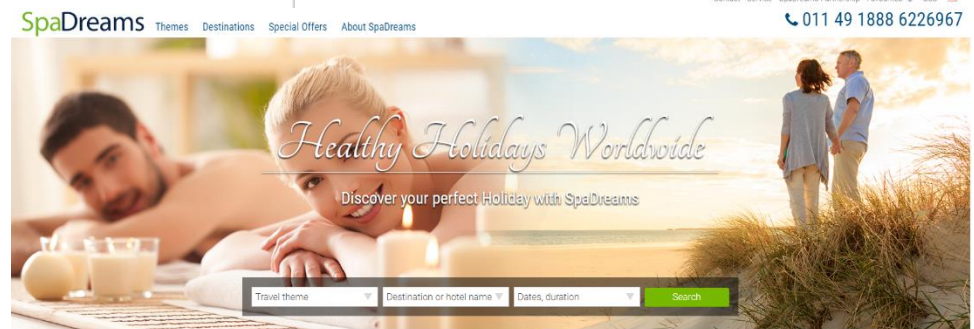 SpaDreams
Themes Destinations Special Offers About SpaDreams
011 49 1888 6226967
Healthy Holidays Worldwide
Discover your perfect Holiday with SpaDreams
Travel theme
Destination or hotel name
Dates, duration
Search